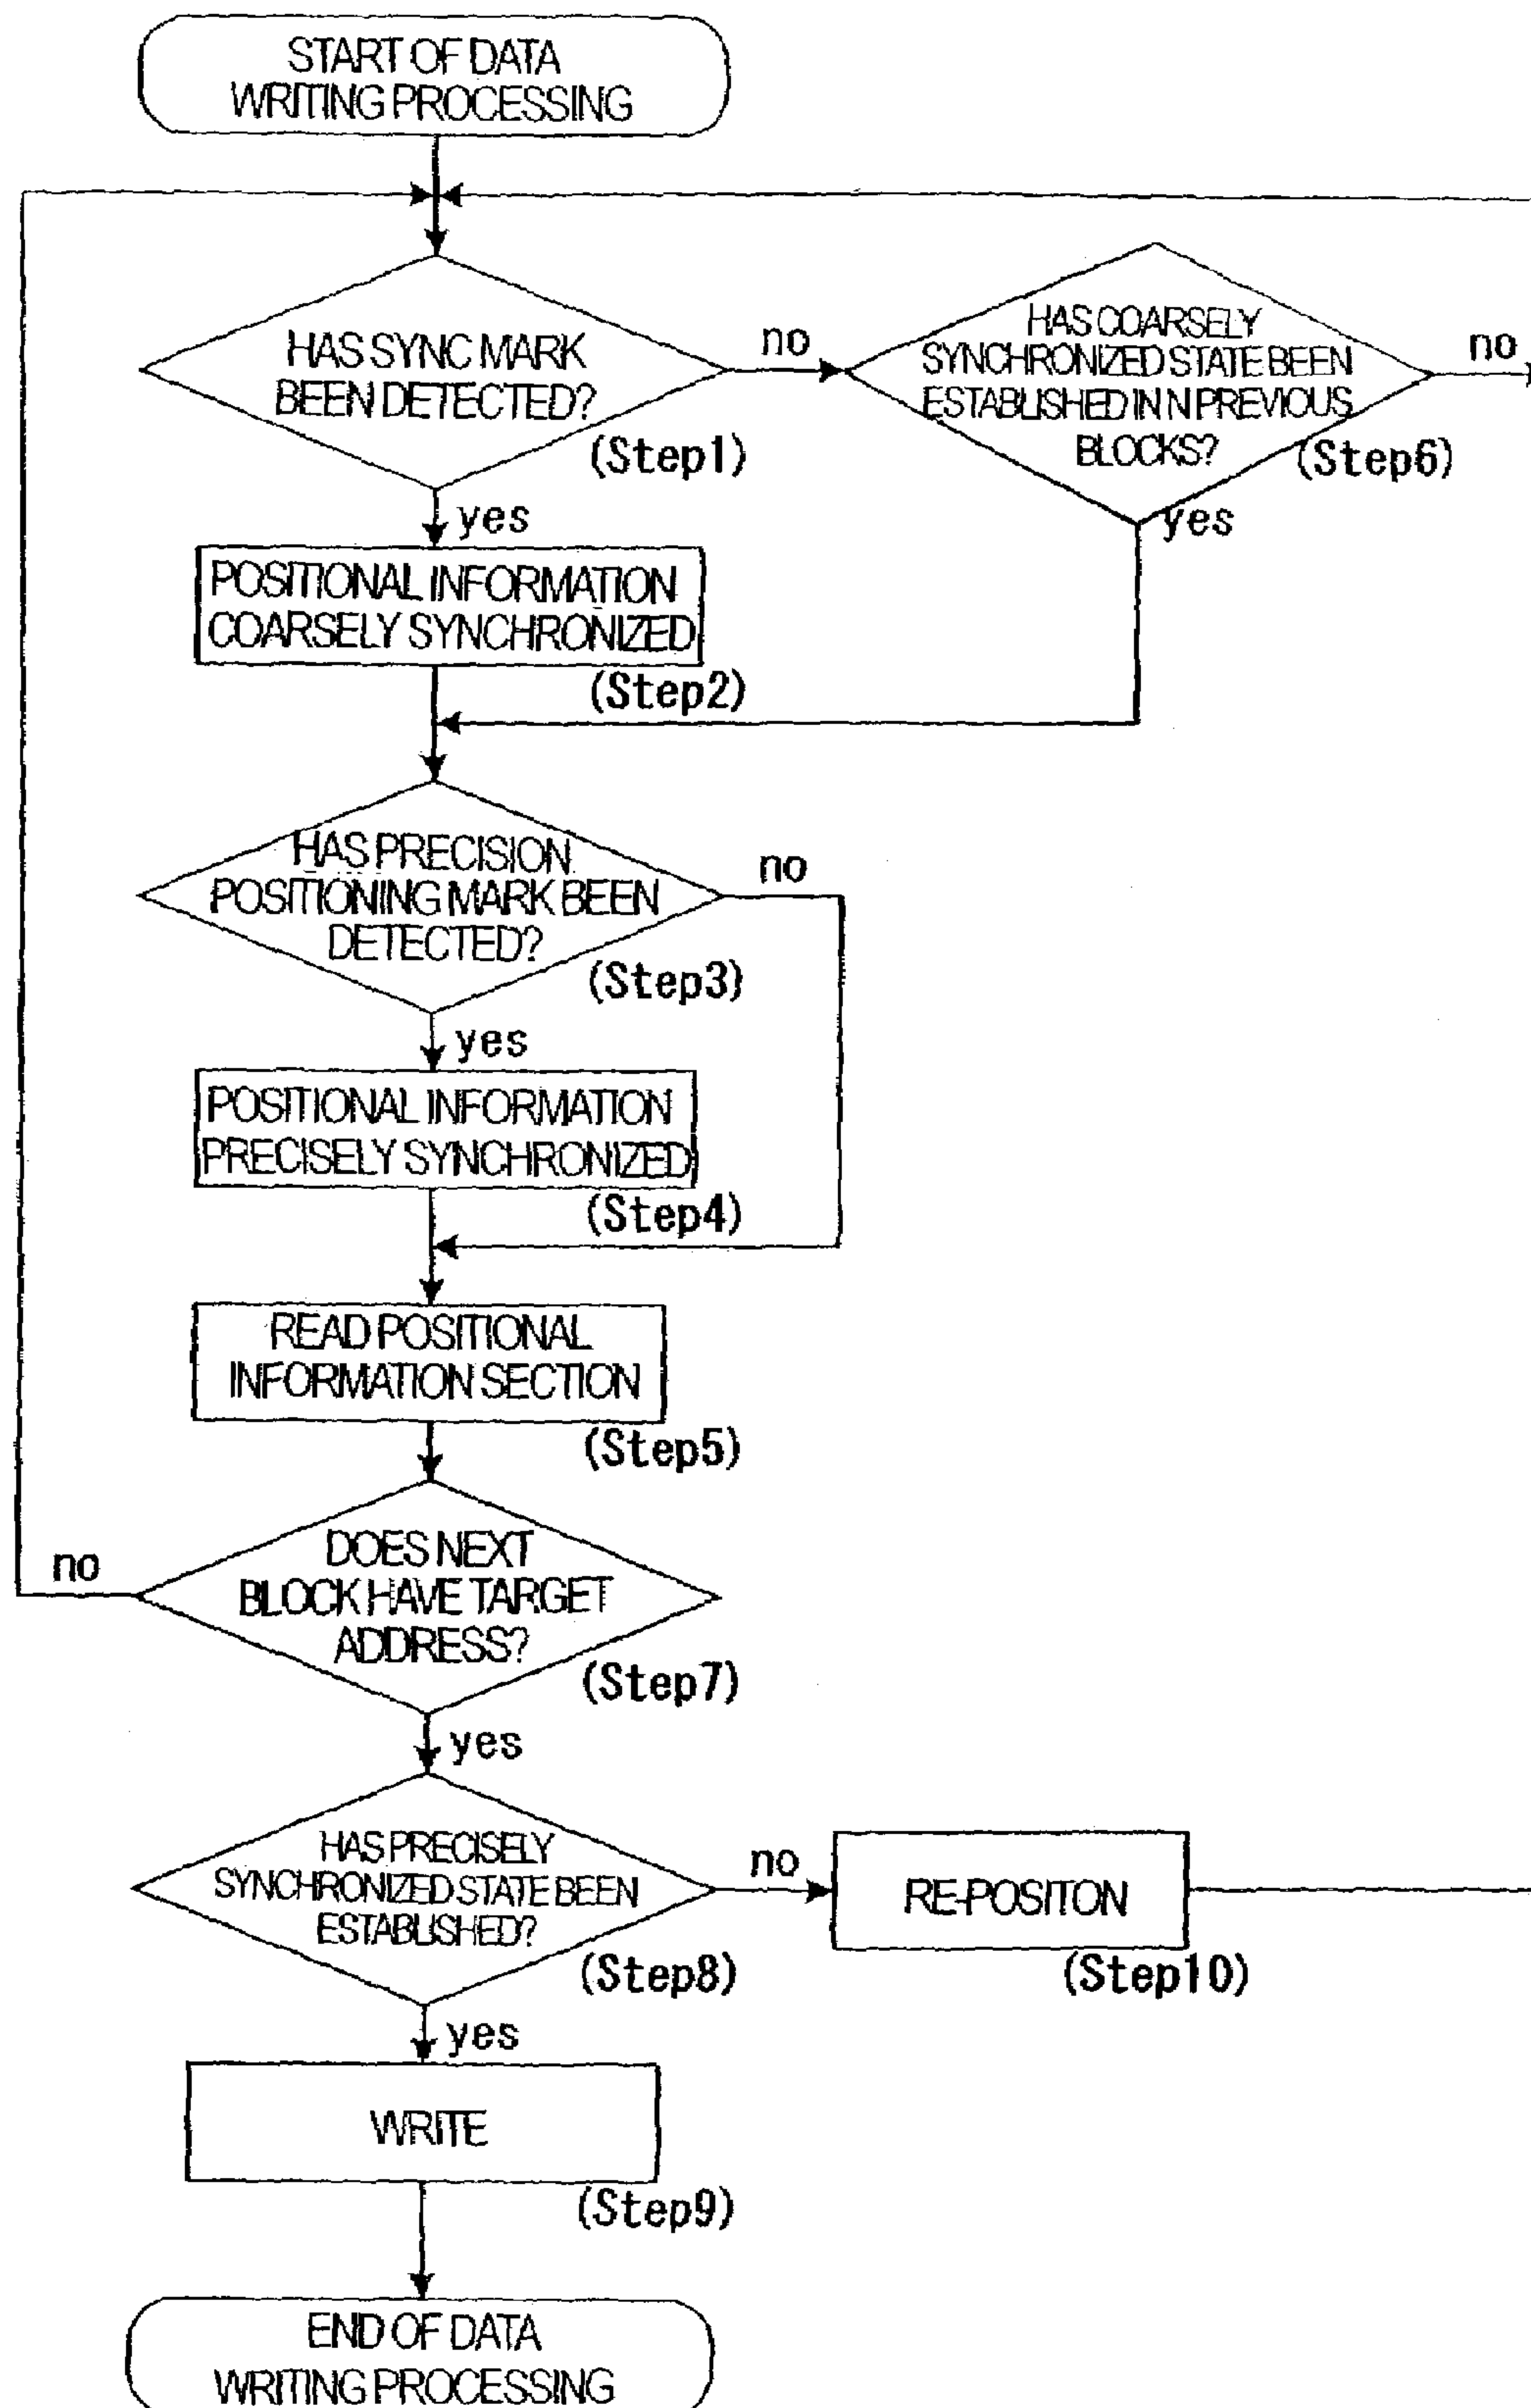 START OF DATA
WRITING PROCESSING
HAS SYNC MARK
BEEN DETECTED?
(Step1)
no
HAS COARSELY
SYNCHRONIZED STATE BEEN
ESTABLISHED IN N PREVIOUS
BLOCKS?
(Step6)
no
yes
yes
POSITIONAL INFORMATION
COARSELY SYNCHRONIZED
(Step2)
HAS PRECISION
POSITIONING MARK BEEN
DETECTED?
(Step3)
no
yes
POSITIONAL INFORMATION
PRECISELY SYNCHRONIZED
(Step4)
READ POSITIONAL
INFORMATION SECTION
(Step5)
DOES NEXT
BLOCK HAVE TARGET
ADDRESS?
(Step7)
no
yes
HAS PRECISELY
SYNCHRONIZED STATE BEEN
ESTABLISHED?
(Step8)
no
RE-POSITON
(Step10)
yes
WRITE
(Step9)
END OF DATA
WRITING PROCESSING